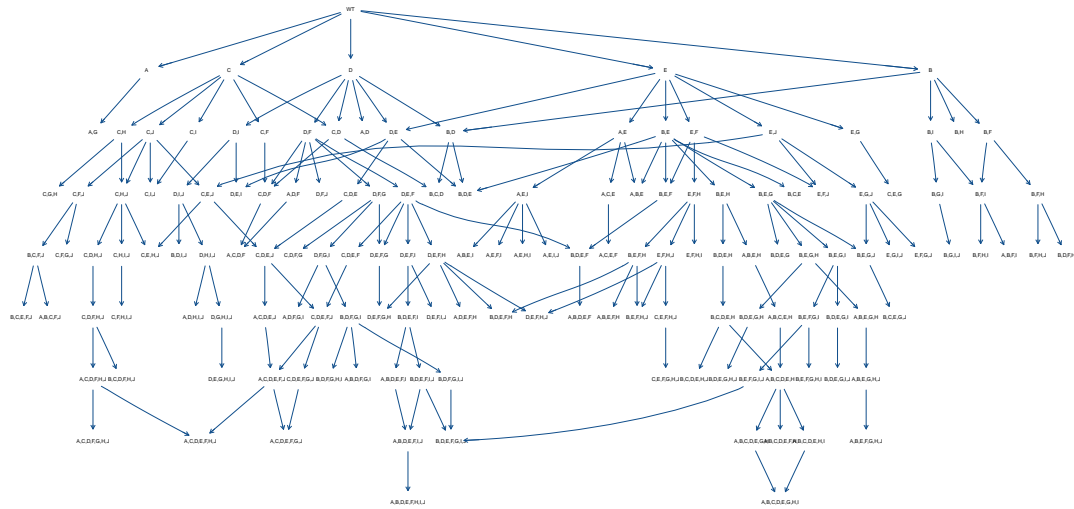 WT
A C D E B
A,G C,H C,J C,I D,I C,F D,F C,D A,D D,E B,D A,E B,E E,F E,J E,G B,I B,H B,F
C,G,H C,F,J C,H,J C,I,J D,I,J C,E,J D,E,I C,D,F A,D,F D,F,J C,D,E D,F,G D,E,F B,C,D B,D,E A,E,I A,C,E A,B,E B,E,F E,F,H B,E,H B,E,G B,C,E E,F,J E,G,J C,E,G B,G,I B,F,I B,F,H
B,C,F,J C,F,G,J C,D,H,J C,H,I,J C,E,H,J B,D,I,J D,H,I,J A,C,D,F C,D,E,J C,D,F,G D,F,G,I C,D,E,F D,E,F,G D,E,F,I D,E,F,H A,B,E,I A,E,F,I A,E,H,I A,E,I,J B,D,E,F A,C,E,F B,E,F,H E,F,H,J E,F,H,I B,D,E,H A,B,E,H B,D,E,G B,E,G,H B,E,G,I B,E,G,J E,G,I,J E,F,G,J B,G,I,J B,F,H,I A,B,F,I B,F,H,J B,D,F,H
B,C,E,F,J A,B,C,F,J C,D,F,H,J C,F,H,I,J A,D,H,I,J D,G,H,I,J A,C,D,E,J A,D,F,G,I C,D,E,F,J B,D,F,G,I D,E,F,G,H B,D,E,F,I D,E,F,I,J A,D,E,F,H B,D,E,F,H D,E,F,H,J A,B,D,E,F A,B,E,F,H B,E,F,H,J C,E,F,H,J B,C,D,E,H B,D,E,G,H A,B,C,E,H B,E,F,G,I B,D,E,G,I A,B,E,G,H B,C,E,G,J
A,C,D,F,H,J B,C,D,F,H,J D,E,G,H,I,J A,C,D,E,F,J C,D,E,F,G,J B,D,F,G,H,I A,B,D,F,G,I A,B,D,E,F,I B,D,E,F,I,J B,D,F,G,I,J C,E,F,G,H,J B,C,D,E,H,J B,D,E,G,H,J B,E,F,G,I,J A,B,C,D,E,H B,E,F,G,H,I B,D,E,G,I,J A,B,E,G,H,J
A,C,D,F,G,H,J A,C,D,E,F,H,J A,C,D,E,F,G,J A,B,D,E,F,I,J B,D,E,F,G,I,J A,B,E,F,G,H,J
A,B,D,E,F,H,I,J A,B,C,D,E,G,H,I